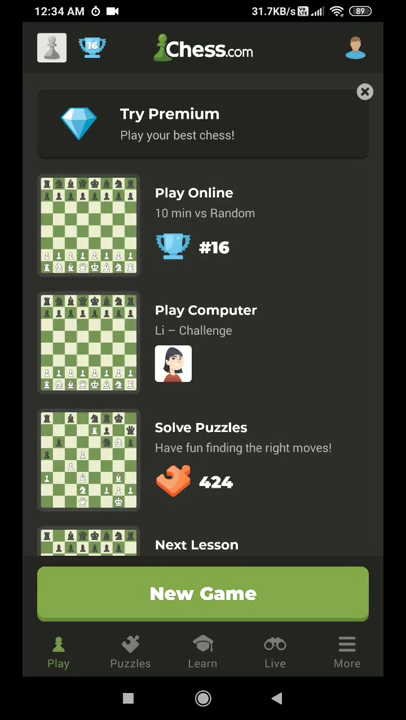 12:34 AM
31.7KB/s
89
16
Chess.com
Try Premium
Play your best chess!
Play Online
10 min vs Random
#16
Play Computer
Li – Challenge
Solve Puzzles
Have fun finding the right moves!
424
Next Lesson
New Game
Play
Puzzles
Learn
Live
More